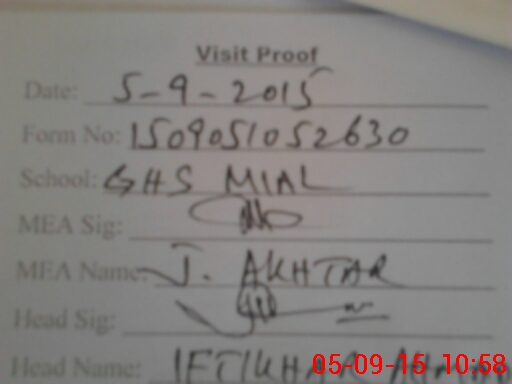 Visit Proof
Date: 5-9-2015
Form No: 1509051052630
School: GHS MIAL
MEA Sig:
MEA Name: J. AKHTAR
Head Sig:
Head Name: IFTIKHAR
05-09-15 10:58